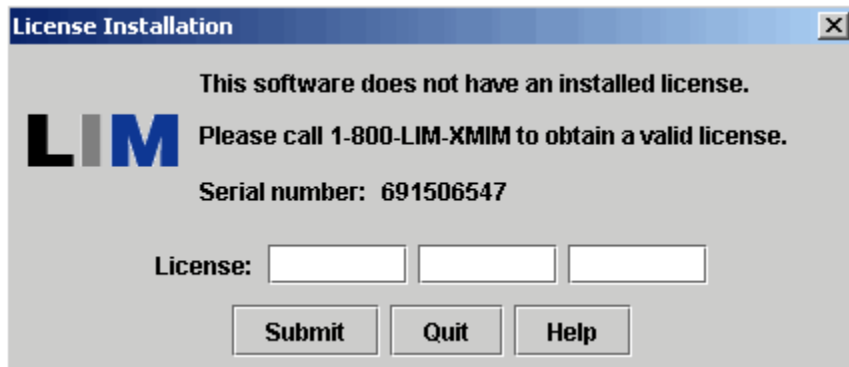 License Installation
This software does not have an installed license.
LIM
Please call 1-800-LIM-XMIM to obtain a valid license.
Serial number: 691506547
License:
Submit Quit Help